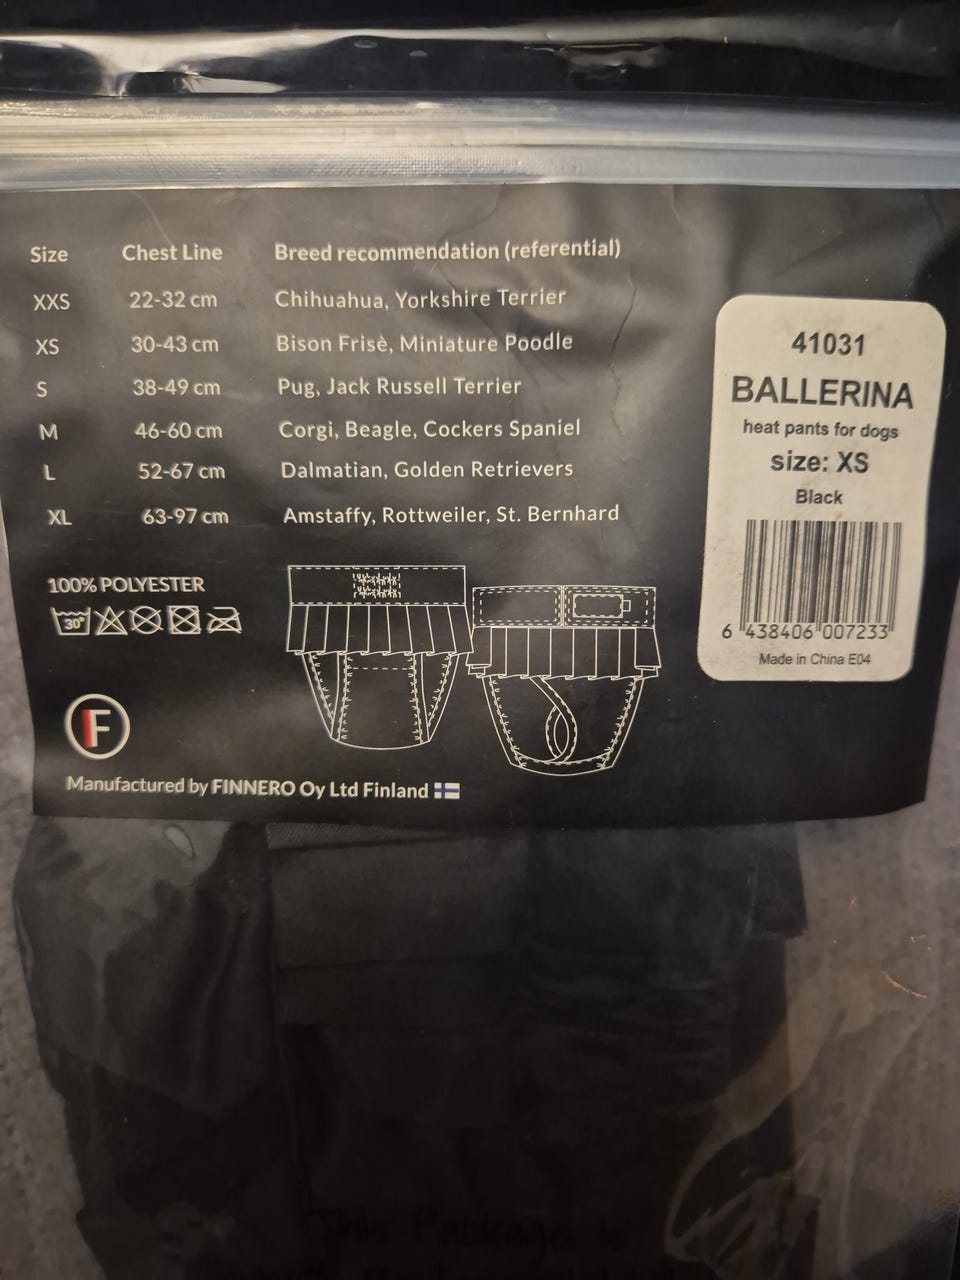 Size Chest Line Breed recommendation (referential)
XXS 22-32 cm Chihuahua, Yorkshire Terrier
XS 30-43 cm Bison Frisè, Miniature Poodle
S 38-49 cm Pug, Jack Russell Terrier
M 46-60 cm Corgi, Beagle, Cockers Spaniel
L 52-67 cm Dalmatian, Golden Retrievers
XL 63-97 cm Amstaffy, Rottweiler, St. Bernhard
100% POLYESTER
30°
F
Manufactured by FINNERO Oy Ltd Finland
41031
BALLERINA
heat pants for dogs
size: XS
Black
6 438406 007233
Made in China E04
This Package is